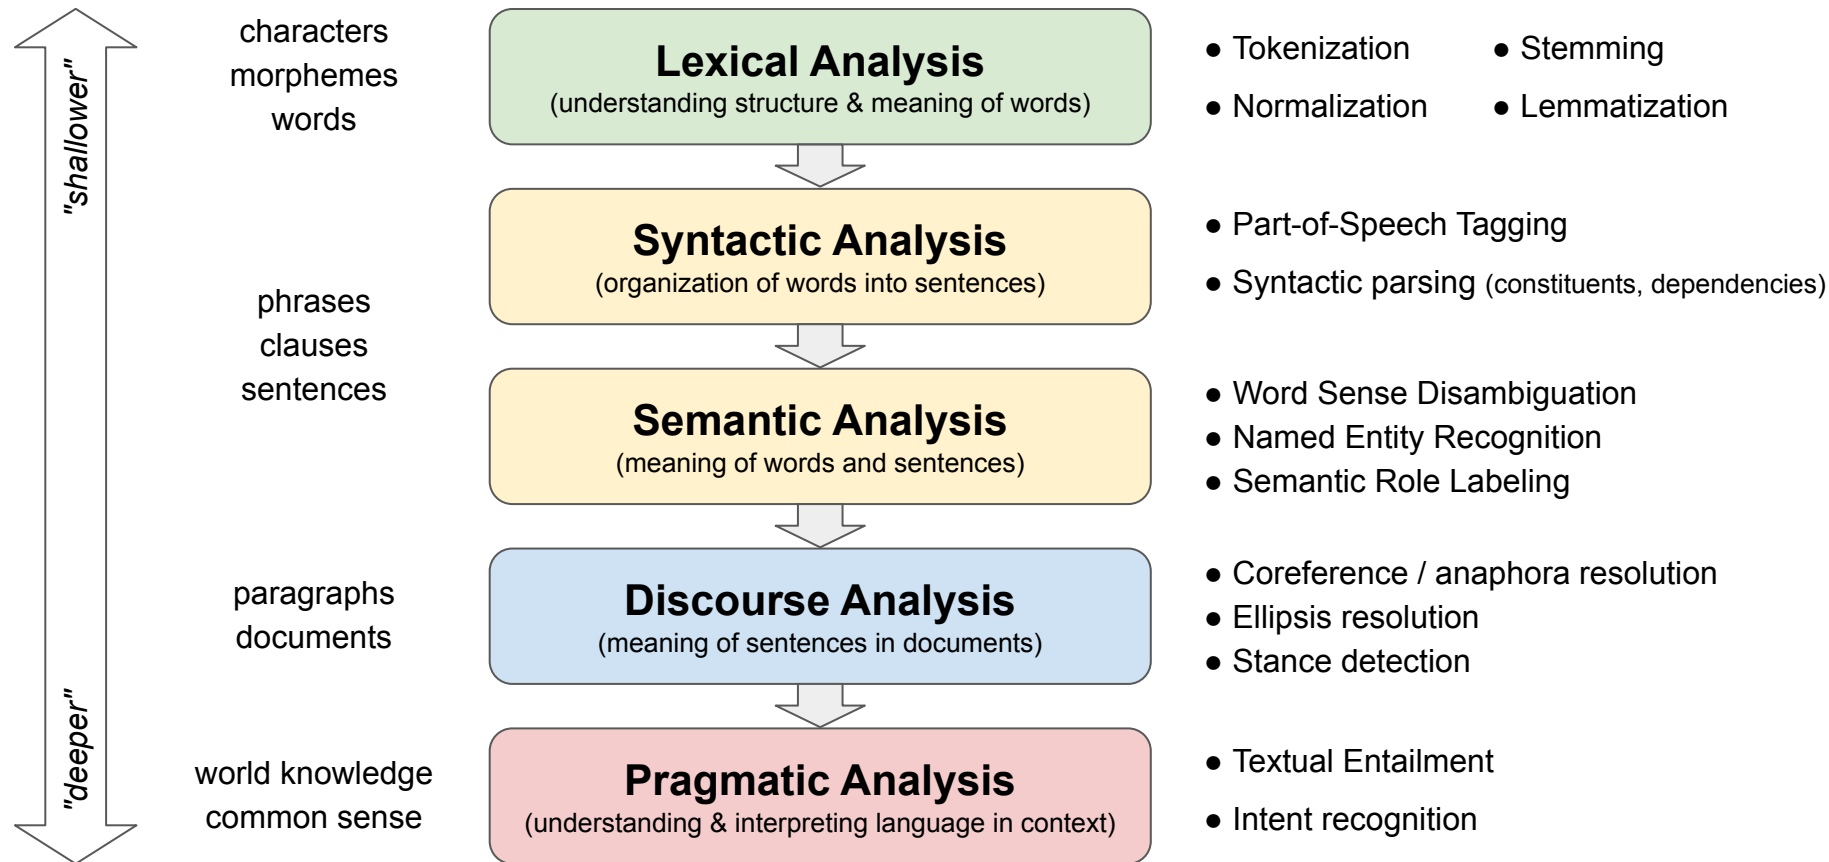 "shallower"
"deeper"
characters
morphemes
words
Lexical Analysis
(understanding structure & meaning of words)
● Tokenization
● Stemming
● Normalization
● Lemmatization
phrases
clauses
sentences
Syntactic Analysis
(organization of words into sentences)
● Part-of-Speech Tagging
● Syntactic parsing (constituents, dependencies)
Semantic Analysis
(meaning of words and sentences)
● Word Sense Disambiguation
● Named Entity Recognition
● Semantic Role Labeling
paragraphs
documents
Discourse Analysis
(meaning of sentences in documents)
● Coreference / anaphora resolution
● Ellipsis resolution
● Stance detection
world knowledge
common sense
Pragmatic Analysis
(understanding & interpreting language in context)
● Textual Entailment
● Intent recognition